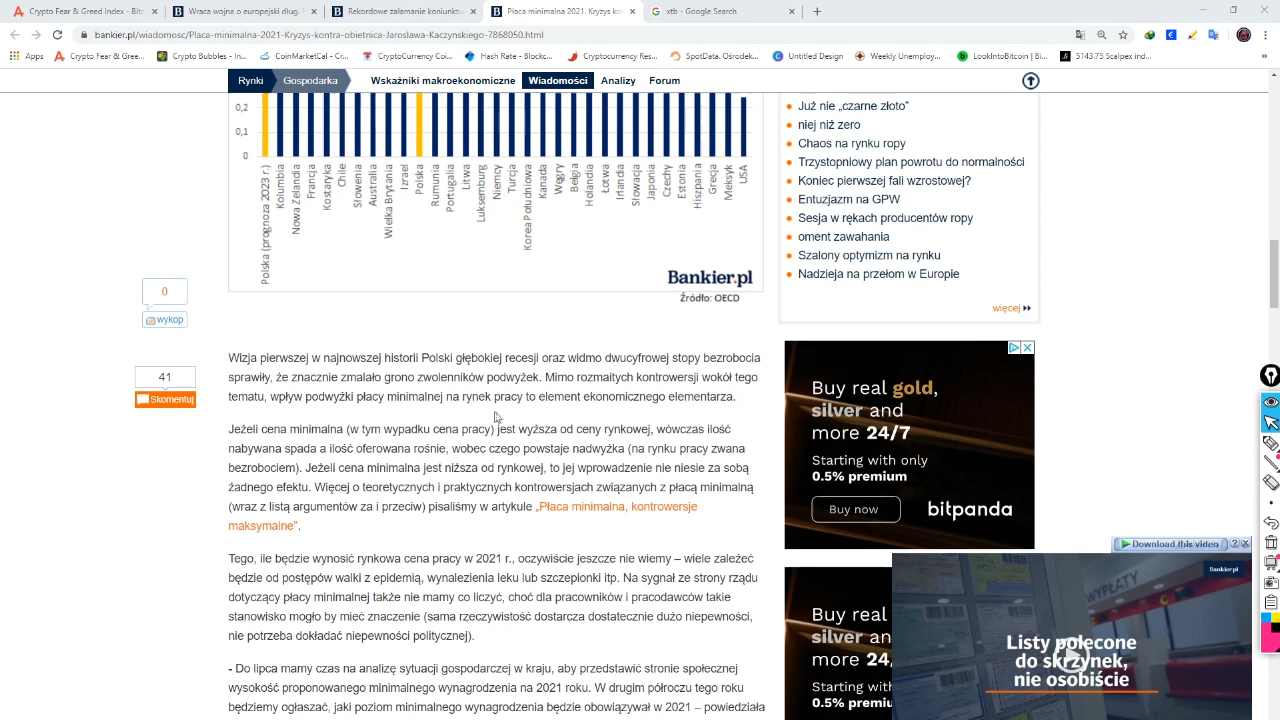 Crypto Fear & Greed Index - Bitc
Wraca wojna o europejski dług. F
Rekordowe załamanie koniunktu
Płaca minimalna 2021. Kryzys ko
xtb - Google Search
bankier.pl/wiadomosc/Placa-minimalna-2021-Kryzys-kontra-obietnica-Jaroslawa-Kaczynskiego-7868050.html
Apps
Crypto Fear & Gree...
Crypto Bubbles - In...
CoinMarketCal - Cr...
CryptoCurrency Coi...
Hash Rate - Blockc...
Cryptocurrency Res...
SpotData. Ośrodek...
Untitled Design
Weekly Unemploy...
LookIntoBitcoin | Bi...
5143.75 Scalpex ind...
Rynki
Gospodarka
Wskaźniki makroekonomiczne
Wiadomości
Analizy
Forum
0,2
0,1
0
Polska (prognoza 2023 r.)
Kolumbia
Nowa Zelandia
Francja
Kostaryka
Chile
Słowenia
Australia
Wielka Brytania
Izrael
Polska
Rumunia
Portugalia
Litwa
Luksemburg
Niemcy
Turcja
Korea Południowa
Kanada
Węgry
Belgia
Holandia
Łotwa
Irlandia
Słowacja
Japonia
Czechy
Estonia
Hiszpania
Grecja
Meksyk
USA
Bankier.pl
Źródło: OECD
Już nie „czarne złoto”
niej niż zero
Chaos na rynku ropy
Trzystopniowy plan powrotu do normalności
Koniec pierwszej fali wzrostowej?
Entuzjazm na GPW
Sesja w rękach producentów ropy
oment zawahania
Szalony optymizm na rynku
Nadzieja na przełom w Europie
więcej
0
wykop
41
Skomentuj
Wizja pierwszej w najnowszej historii Polski głębokiej recesji oraz widmo dwucyfrowej stopy bezrobocia
sprawiły, że znacznie zmalało grono zwolenników podwyżek. Mimo rozmaitych kontrowersji wokół tego
tematu, wpływ podwyżki płacy minimalnej na rynek pracy to element ekonomicznego elementarza.
Jeżeli cena minimalna (w tym wypadku cena pracy) jest wyższa od ceny rynkowej, wówczas ilość
nabywana spada a ilość oferowana rośnie, wobec czego powstaje nadwyżka (na rynku pracy zwana
bezrobociem). Jeżeli cena minimalna jest niższa od rynkowej, to jej wprowadzenie nie niesie za sobą
żadnego efektu. Więcej o teoretycznych i praktycznych kontrowersjach związanych z płacą minimalną
(wraz z listą argumentów za i przeciw) pisaliśmy w artykule „Płaca minimalna, kontrowersje
maksymalne”.
Tego, ile będzie wynosić rynkowa cena pracy w 2021 r., oczywiście jeszcze nie wiemy – wiele zależeć
będzie od postępów walki z epidemią, wynalezienia leku lub szczepionki itp. Na sygnał ze strony rządu
dotyczący płacy minimalnej także nie mamy co liczyć, choć dla pracowników i pracodawców takie
stanowisko mogło by mieć znaczenie (sama rzeczywistość dostarcza dostatecznie dużo niepewności,
nie potrzeba dokładać niepewności politycznej).
- Do lipca mamy czas na analizę sytuacji gospodarczej w kraju, aby przedstawić stronie społecznej
wysokość proponowanego minimalnego wynagrodzenia na 2021 roku. W drugim półroczu tego roku
będziemy ogłaszać, jaki poziom minimalnego wynagrodzenia będzie obowiązywał w 2021 – powiedziała
Buy real gold,
silver and
more 24/7
Starting with only
0.5% premium
Buy now
bitpanda
Buy real
silver an
more 24/
Starting with
0.5% premiu
Download this video
Bankier.pl
WYPŁATY
Listy polecone
do skrzynek,
nie osobiście